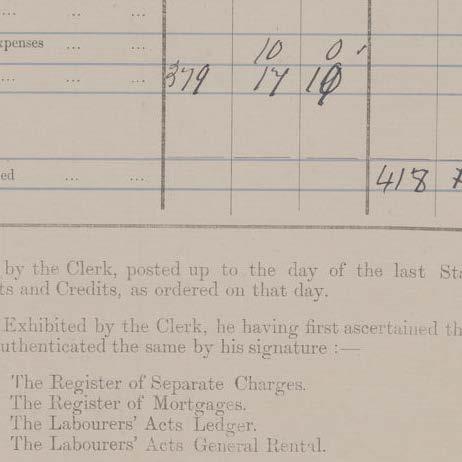 ... .. ...
xpenses ... ... 10 0
... ... ... 379 17 10
ed ... ... 418
by the Clerk, posted up to the day of the last Sta
ts and Credits, as ordered on that day.
Exhibited by the Clerk, he having first ascertained th
uthenticated the same by his signature :—
The Register of Separate Charges.
The Register of Mortgages.
The Labourers' Acts Ledger.
The Labourers' Acts General Rental.